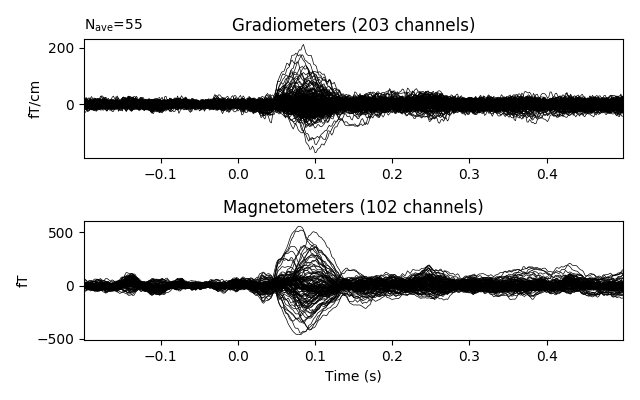 N_ave=55
Gradiometers (203 channels)
200
0
fT/cm
−0.1 0.0 0.1 0.2 0.3 0.4
Magnetometers (102 channels)
500
0
−500
fT
−0.1 0.0 0.1 0.2 0.3 0.4
Time (s)